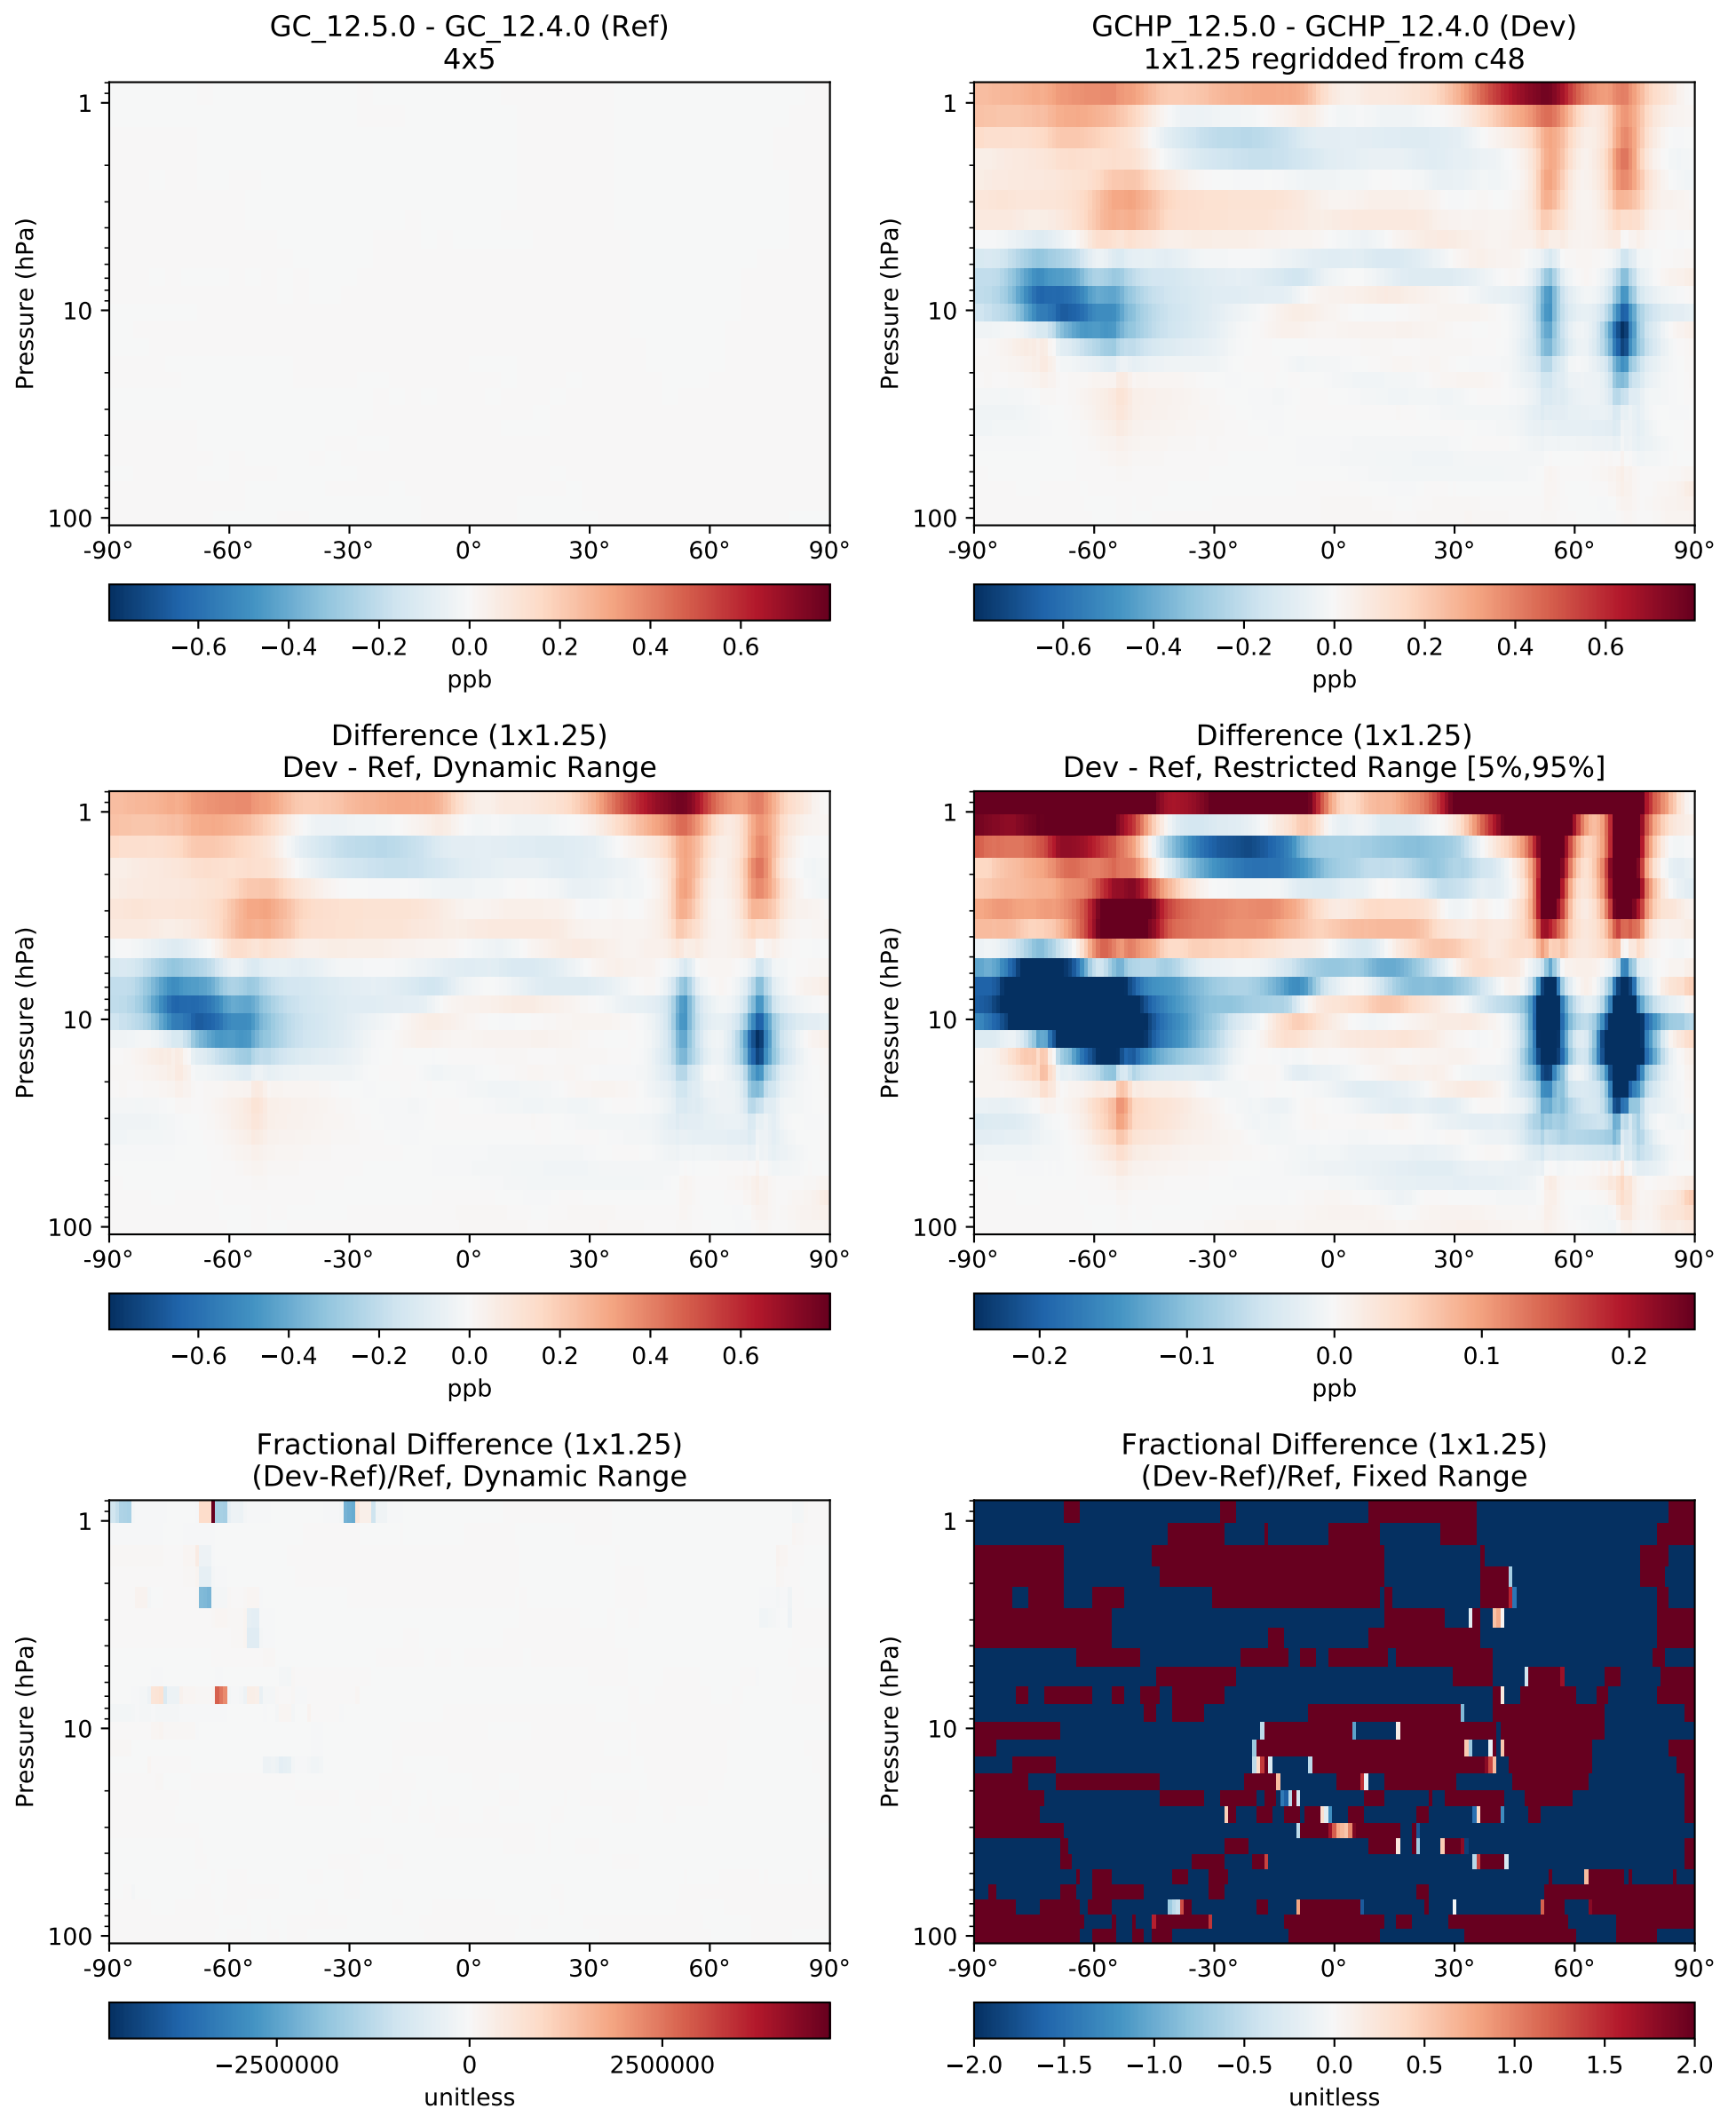 GC_12.5.0 - GC_12.4.0 (Ref)
4x5
Pressure (hPa)
1
10
100
-90° -60° -30° 0° 30° 60° 90°
−0.6 −0.4 −0.2 0.0 0.2 0.4 0.6
ppb
GCHP_12.5.0 - GCHP_12.4.0 (Dev)
1x1.25 regridded from c48
Pressure (hPa)
1
10
100
-90° -60° -30° 0° 30° 60° 90°
−0.6 −0.4 −0.2 0.0 0.2 0.4 0.6
ppb
Difference (1x1.25)
Dev - Ref, Dynamic Range
Pressure (hPa)
1
10
100
-90° -60° -30° 0° 30° 60° 90°
−0.6 −0.4 −0.2 0.0 0.2 0.4 0.6
ppb
Difference (1x1.25)
Dev - Ref, Restricted Range [5%,95%]
Pressure (hPa)
1
10
100
-90° -60° -30° 0° 30° 60° 90°
−0.2 −0.1 0.0 0.1 0.2
ppb
Fractional Difference (1x1.25)
(Dev-Ref)/Ref, Dynamic Range
Pressure (hPa)
1
10
100
-90° -60° -30° 0° 30° 60° 90°
−2500000 0 2500000
unitless
Fractional Difference (1x1.25)
(Dev-Ref)/Ref, Fixed Range
Pressure (hPa)
1
10
100
-90° -60° -30° 0° 30° 60° 90°
−2.0 −1.5 −1.0 −0.5 0.0 0.5 1.0 1.5 2.0
unitless